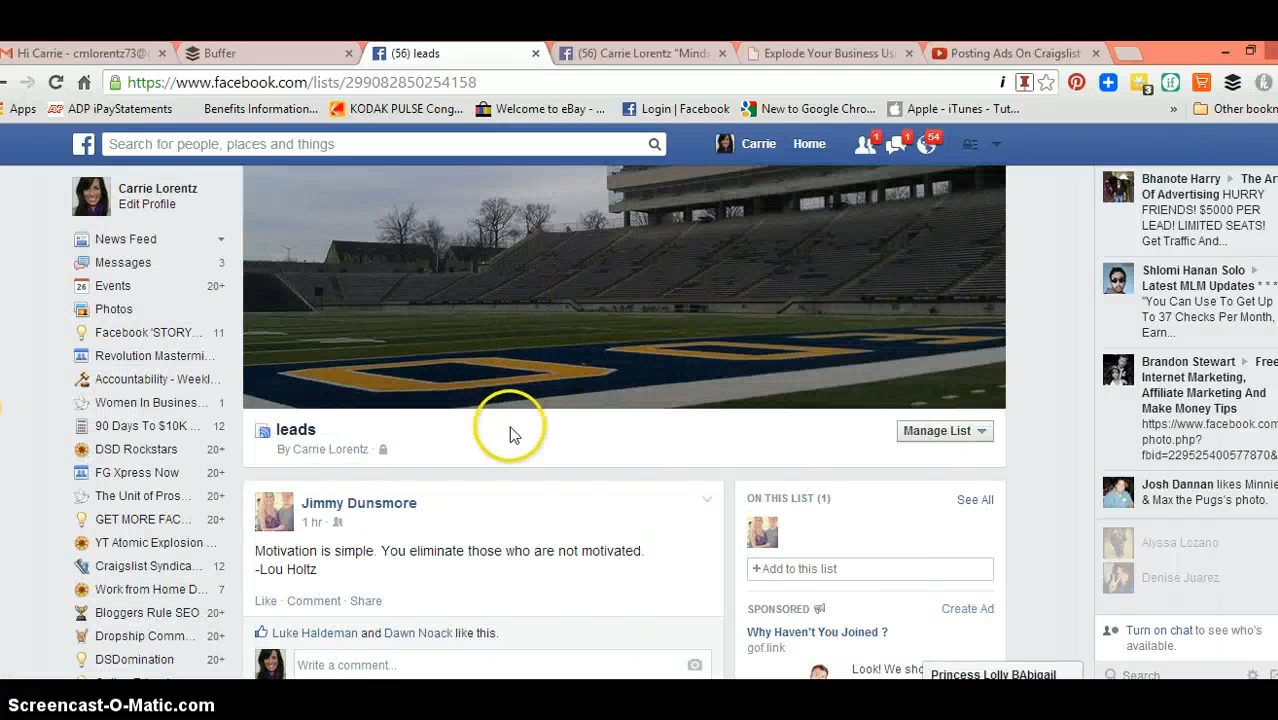 Hi Carrie - cmlorentz73@
Buffer
(56) leads
(56) Carrie Lorentz "Minds
Explode Your Business Usi
Posting Ads On Craigslist
https://www.facebook.com/lists/299082850254158
Apps
ADP iPayStatements
Benefits Information...
KODAK PULSE Cong...
Welcome to eBay - ...
Login | Facebook
New to Google Chro...
Apple - iTunes - Tut...
»
Other bookm
Search for people, places and things
Carrie
Home
1
1
54
Carrie Lorentz
Edit Profile
News Feed
Messages 3
Events 20+
Photos
Facebook 'STORY... 11
Revolution Mastermi...
Accountability - Weekl...
Women In Business... 1
90 Days To $10K ... 12
DSD Rockstars 20+
FG Xpress Now 20+
The Unit of Pros... 20+
GET MORE FAC... 20+
YT Atomic Explosion ... 20+
Craigslist Syndica... 12
Work from Home D... 7
Bloggers Rule SEO 20+
Dropship Comm... 20+
DSDomination 20+
leads
By Carrie Lorentz ·
Manage List
Jimmy Dunsmore
1 hr ·
Motivation is simple. You eliminate those who are not motivated.
-Lou Holtz
Like · Comment · Share
Luke Haldeman and Dawn Noack like this.
Write a comment...
ON THIS LIST (1)
See All
+Add to this list
SPONSORED
Create Ad
Why Haven't You Joined ?
gof.link
Look! We sho
Princess Lolly BAbigail
Bhanote Harry ▸ The Art
Of Advertising HURRY
FRIENDS! $5000 PER
LEAD! LIMITED SEATS!
Get Traffic And...
Shlomi Hanan Solo ▸
Latest MLM Updates * * *
"You Can Use To Get Up
To 37 Checks Per Month,
Earn...
Brandon Stewart ▸ Free
Internet Marketing,
Affiliate Marketing And
Make Money Tips
https://www.facebook.com
photo.php?
fbid=2295254005778​70&
Josh Dannan likes Minnie
& Max the Pugs's photo.
Alyssa Lozano
Denise Juarez
Turn on chat to see who's
available.
Search
Screencast-O-Matic.com